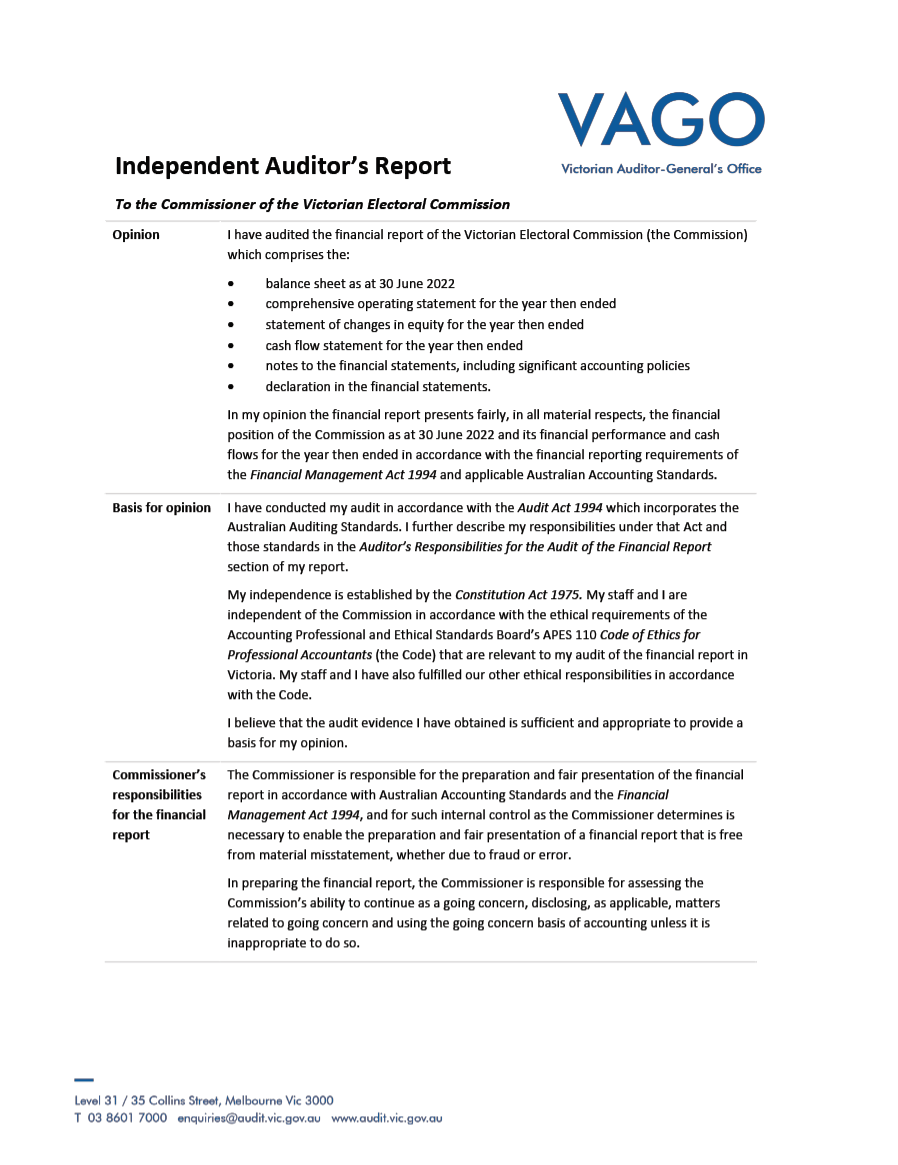 VAGO
Victorian Auditor-General's Office
Independent Auditor's Report
To the Commissioner of the Victorian Electoral Commission
Opinion
I have audited the financial report of the Victorian Electoral Commission (the Commission)
which comprises the:
• balance sheet as at 30 June 2022
• comprehensive operating statement for the year then ended
• statement of changes in equity for the year then ended
• cash flow statement for the year then ended
• notes to the financial statements, including significant accounting policies
• declaration in the financial statements.
In my opinion the financial report presents fairly, in all material respects, the financial
position of the Commission as at 30 June 2022 and its financial performance and cash
flows for the year then ended in accordance with the financial reporting requirements of
the Financial Management Act 1994 and applicable Australian Accounting Standards.
Basis for opinion
I have conducted my audit in accordance with the Audit Act 1994 which incorporates the
Australian Auditing Standards. I further describe my responsibilities under that Act and
those standards in the Auditor's Responsibilities for the Audit of the Financial Report
section of my report.
My independence is established by the Constitution Act 1975. My staff and I are
independent of the Commission in accordance with the ethical requirements of the
Accounting Professional and Ethical Standards Board's APES 110 Code of Ethics for
Professional Accountants (the Code) that are relevant to my audit of the financial report in
Victoria. My staff and I have also fulfilled our other ethical responsibilities in accordance
with the Code.
I believe that the audit evidence I have obtained is sufficient and appropriate to provide a
basis for my opinion.
Commissioner's
responsibilities
for the financial
report
The Commissioner is responsible for the preparation and fair presentation of the financial
report in accordance with Australian Accounting Standards and the Financial
Management Act 1994, and for such internal control as the Commissioner determines is
necessary to enable the preparation and fair presentation of a financial report that is free
from material misstatement, whether due to fraud or error.
In preparing the financial report, the Commissioner is responsible for assessing the
Commission's ability to continue as a going concern, disclosing, as applicable, matters
related to going concern and using the going concern basis of accounting unless it is
inappropriate to do so.
Level 31 / 35 Collins Street, Melbourne Vic 3000
T 03 8601 7000 enquiries@audit.vic.gov.au www.audit.vic.gov.au